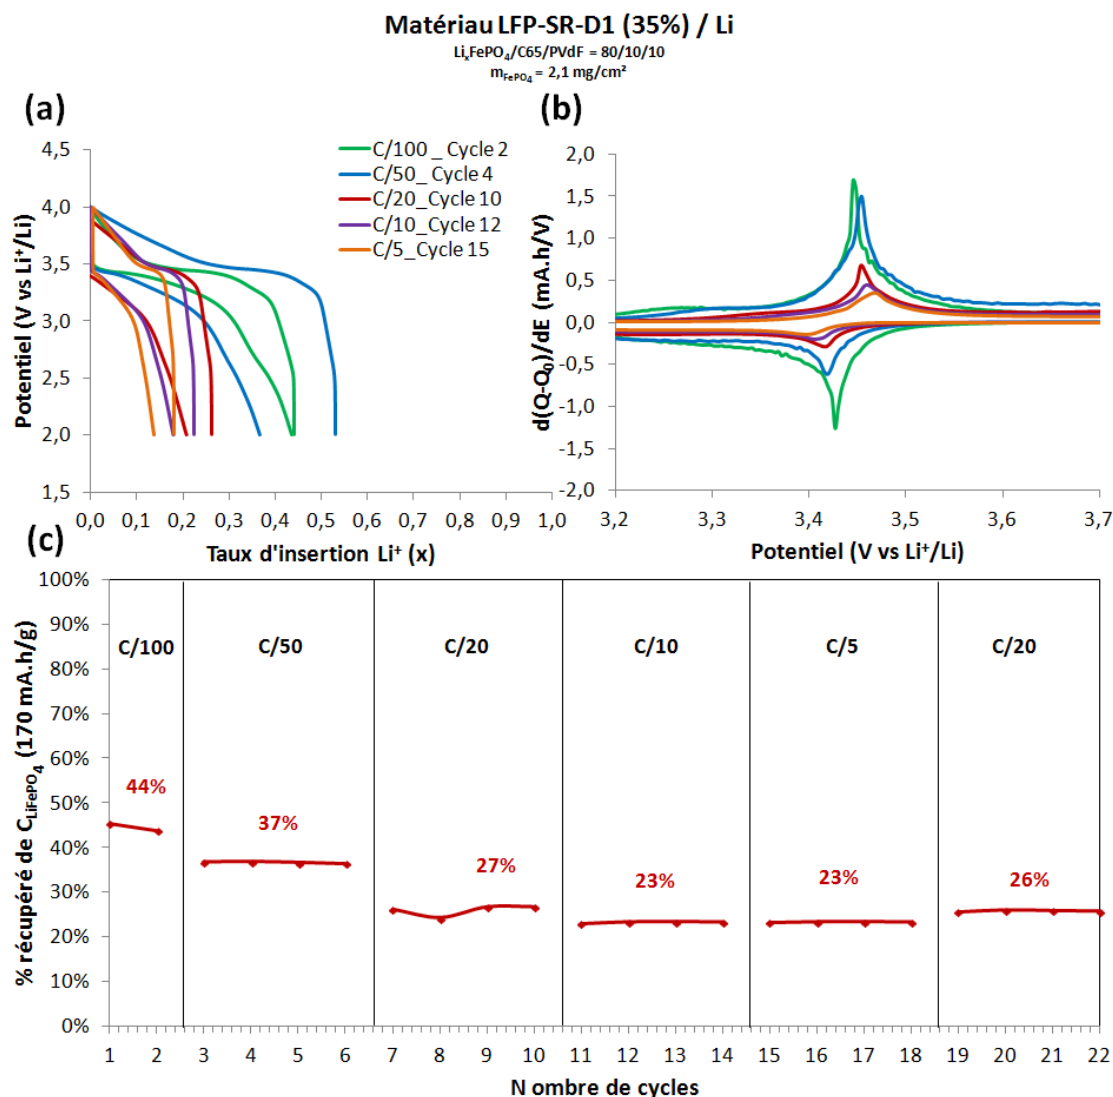 Matériau LFP-SR-D1 (35%) / Li
LiₓFePO₄/C65/PVdF = 80/10/10
m_FePO₄ = 2,1 mg/cm²
(a)
Potentiel (V vs Li⁺/Li)
4,5
4,0
3,5
3,0
2,5
2,0
1,5
0,0 0,1 0,2 0,3 0,4 0,5 0,6 0,7 0,8 0,9 1,0
Taux d'insertion Li⁺ (x)
C/100 _ Cycle 2
C/50_ Cycle 4
C/20_Cycle 10
C/10_Cycle 12
C/5_Cycle 15
(b)
d(Q-Q₀)/dE (mA.h/V)
2,0
1,5
1,0
0,5
0,0
-0,5
-1,0
-1,5
-2,0
3,2 3,3 3,4 3,5 3,6 3,7
Potentiel (V vs Li⁺/Li)
(c)
% récupéré de C_LiFePO₄ (170 mA.h/g)
100%
90%
80%
70%
60%
50%
40%
30%
20%
10%
0%
C/100 C/50 C/20 C/10 C/5 C/20
44% 37% 27% 23% 23% 26%
1 2 3 4 5 6 7 8 9 10 11 12 13 14 15 16 17 18 19 20 21 22
N ombre de cycles